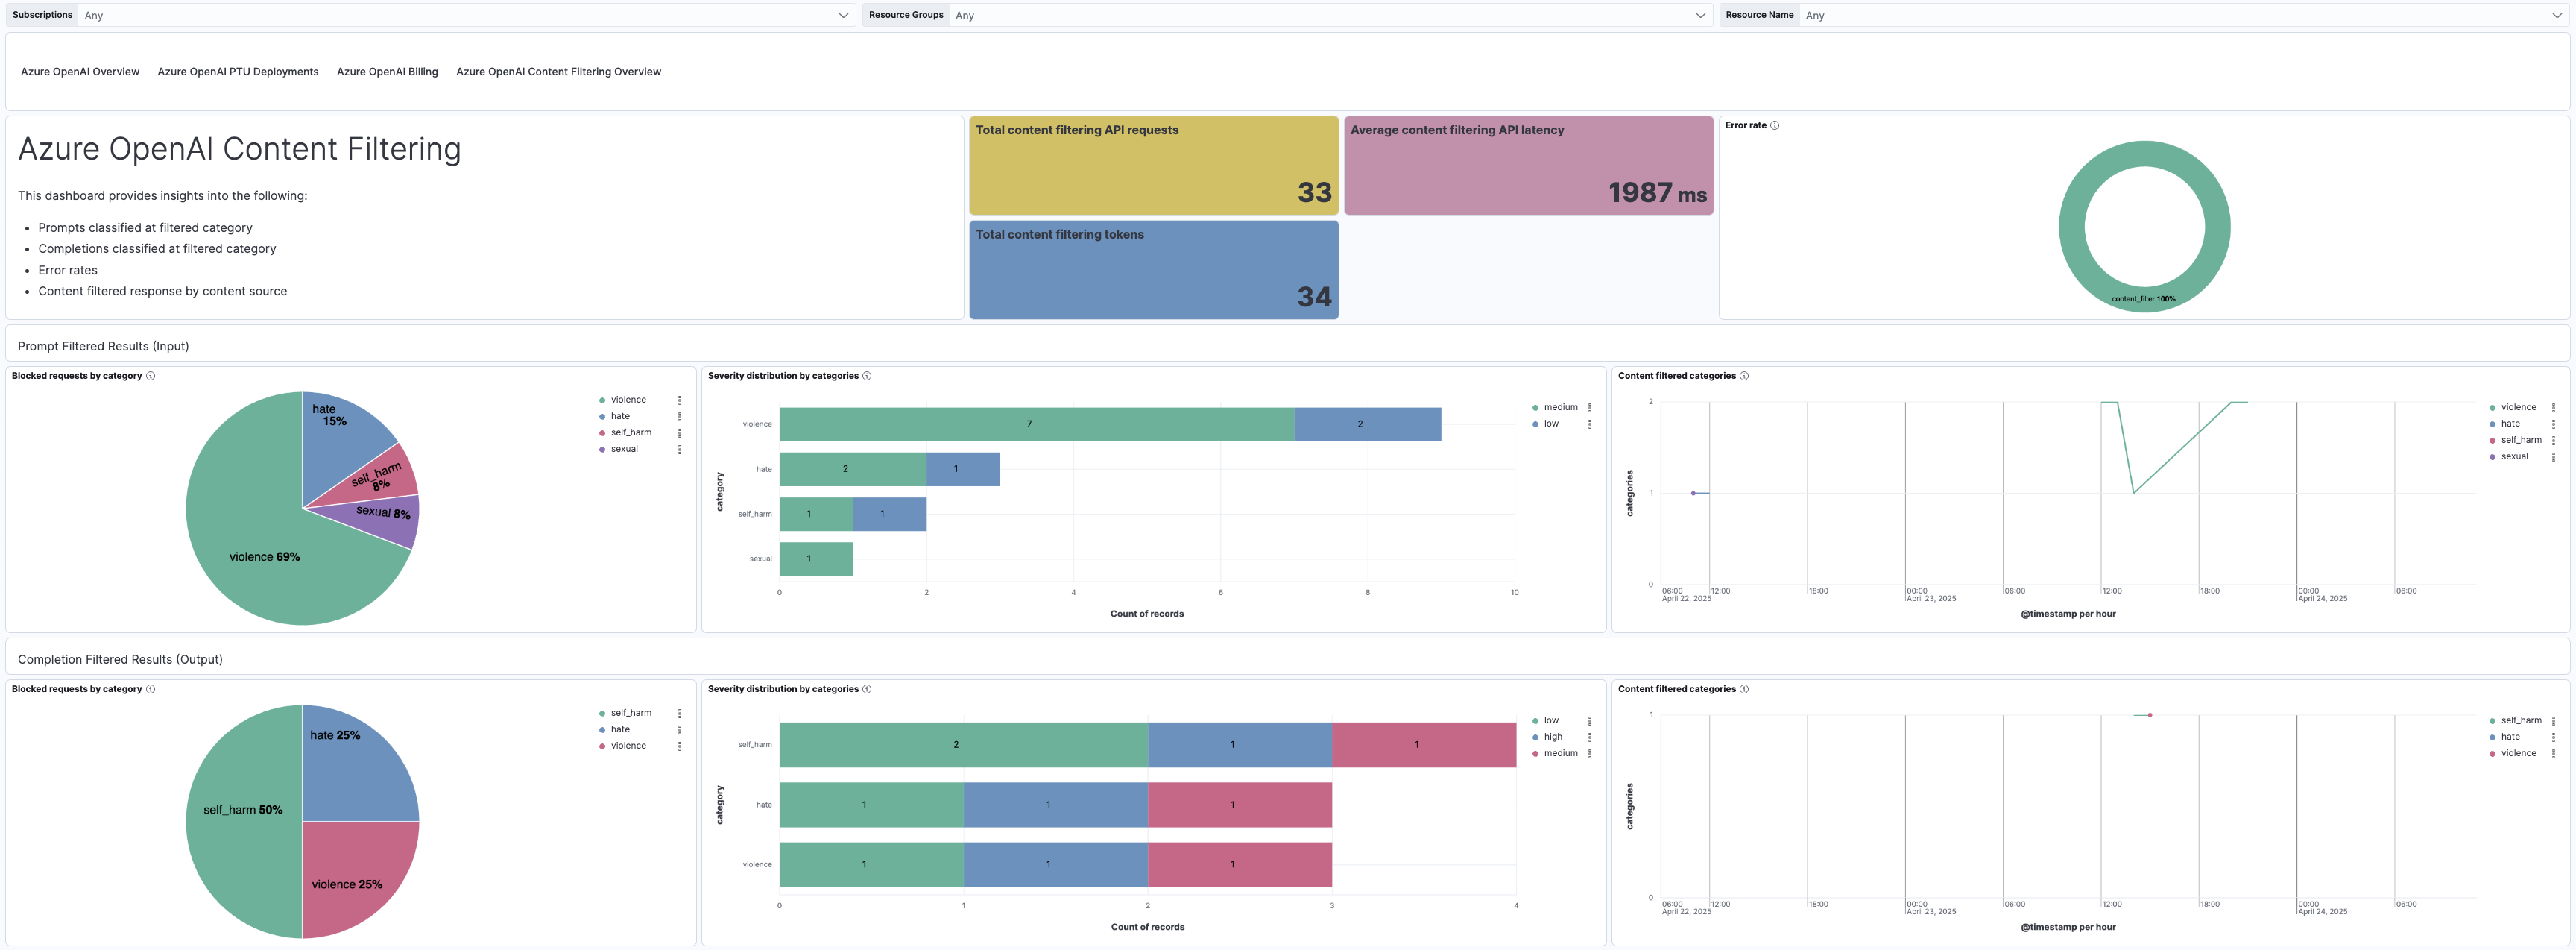 Subscriptions Any
Resource Groups Any
Resource Name Any
Azure OpenAI Overview Azure OpenAI PTU Deployments Azure OpenAI Billing Azure OpenAI Content Filtering Overview
Azure OpenAI Content Filtering
This dashboard provides insights into the following:
• Prompts classified at filtered category
• Completions classified at filtered category
• Error rates
• Content filtered response by content source
Total content filtering API requests
33
Average content filtering API latency
1987 ms
Total content filtering tokens
34
Error rate
content_filter 100%
Prompt Filtered Results (Input)
Blocked requests by category
hate
15%
self_harm
8%
sexual 8%
violence 69%
violence
hate
self_harm
sexual
Severity distribution by categories
category
violence 7 2
hate 2 1
self_harm 1 1
sexual 1
0 2 4 6 8 10
Count of records
medium
low
Content filtered categories
categories
2
1
0
06:00 12:00 18:00 00:00 06:00 12:00 18:00 00:00 06:00
April 22, 2025 April 23, 2025 April 24, 2025
@timestamp per hour
violence
hate
self_harm
sexual
Completion Filtered Results (Output)
Blocked requests by category
hate 25%
self_harm 50%
violence 25%
self_harm
hate
violence
Severity distribution by categories
category
self_harm 2 1 1
hate 1 1 1
violence 1 1 1
0 1 2 3 4
Count of records
low
high
medium
Content filtered categories
categories
1
0
06:00 12:00 18:00 00:00 06:00 12:00 18:00 00:00 06:00
April 22, 2025 April 23, 2025 April 24, 2025
@timestamp per hour
self_harm
hate
violence